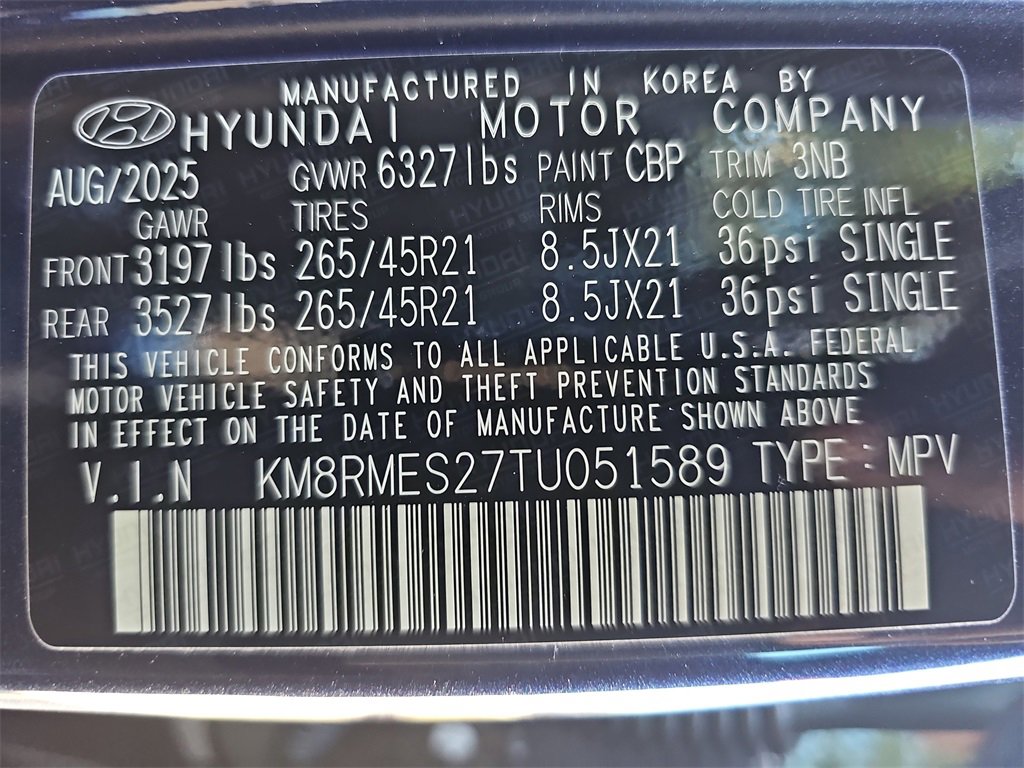 MANUFACTURED IN KOREA BY
HYUNDAI MOTOR COMPANY
AUG/2025 GVWR 6327lbs PAINT CBP TRIM 3NB
GAWR TIRES RIMS COLD TIRE INFL
FRONT 3197lbs 265/45R21 8.5JX21 36psi SINGLE
REAR 3527lbs 265/45R21 8.5JX21 36psi SINGLE
THIS VEHICLE CONFORMS TO ALL APPLICABLE U.S.A. FEDERAL
MOTOR VEHICLE SAFETY AND THEFT PREVENTION STANDARDS
IN EFFECT ON THE DATE OF MANUFACTURE SHOWN ABOVE
V.I.N KM8RMES27TU051589 TYPE : MPV